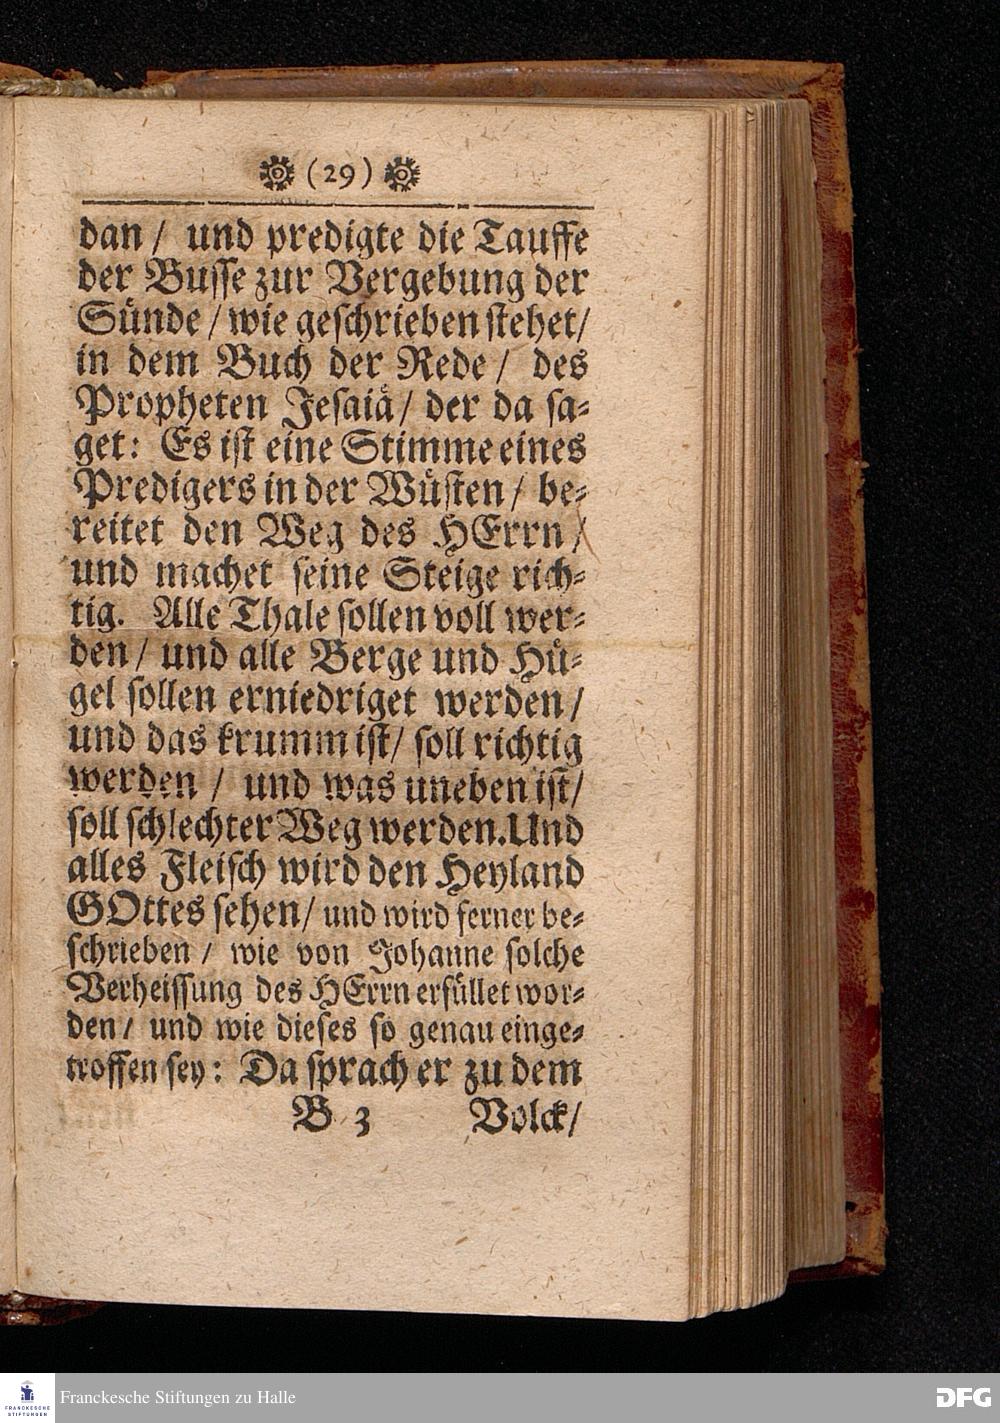 (29)
dan/ und predigte die Tauffe
der Busse zur Vergebung der
Sünde/ wie geschrieben stehet/
in dem Buch der Rede/ des
Propheten Jesaiä/ der da sa-
get: Es ist eine Stimme eines
Predigers in der Wüsten/ be-
reitet den Weg des HErrn/
und machet seine Steige rich-
tig. Alle Thale sollen voll wer-
den/ und alle Berge und Hü-
gel sollen erniedriget werden/
und das krumm ist/ soll richtig
werden/ und was uneben ist/
soll schlechter Weg werden. Und
alles Fleisch wird den Heyland
GOttes sehen/ und wird ferner be-
schrieben/ wie von Johanne solche
Verheissung des HErrn erfüllet wor-
den/ und wie dieses so genau einge-
troffen sey: Da sprach er zu dem
B 3 Volck/
FRANCKESCHE
STIFTUNGEN
Franckesche Stiftungen zu Halle
DFG